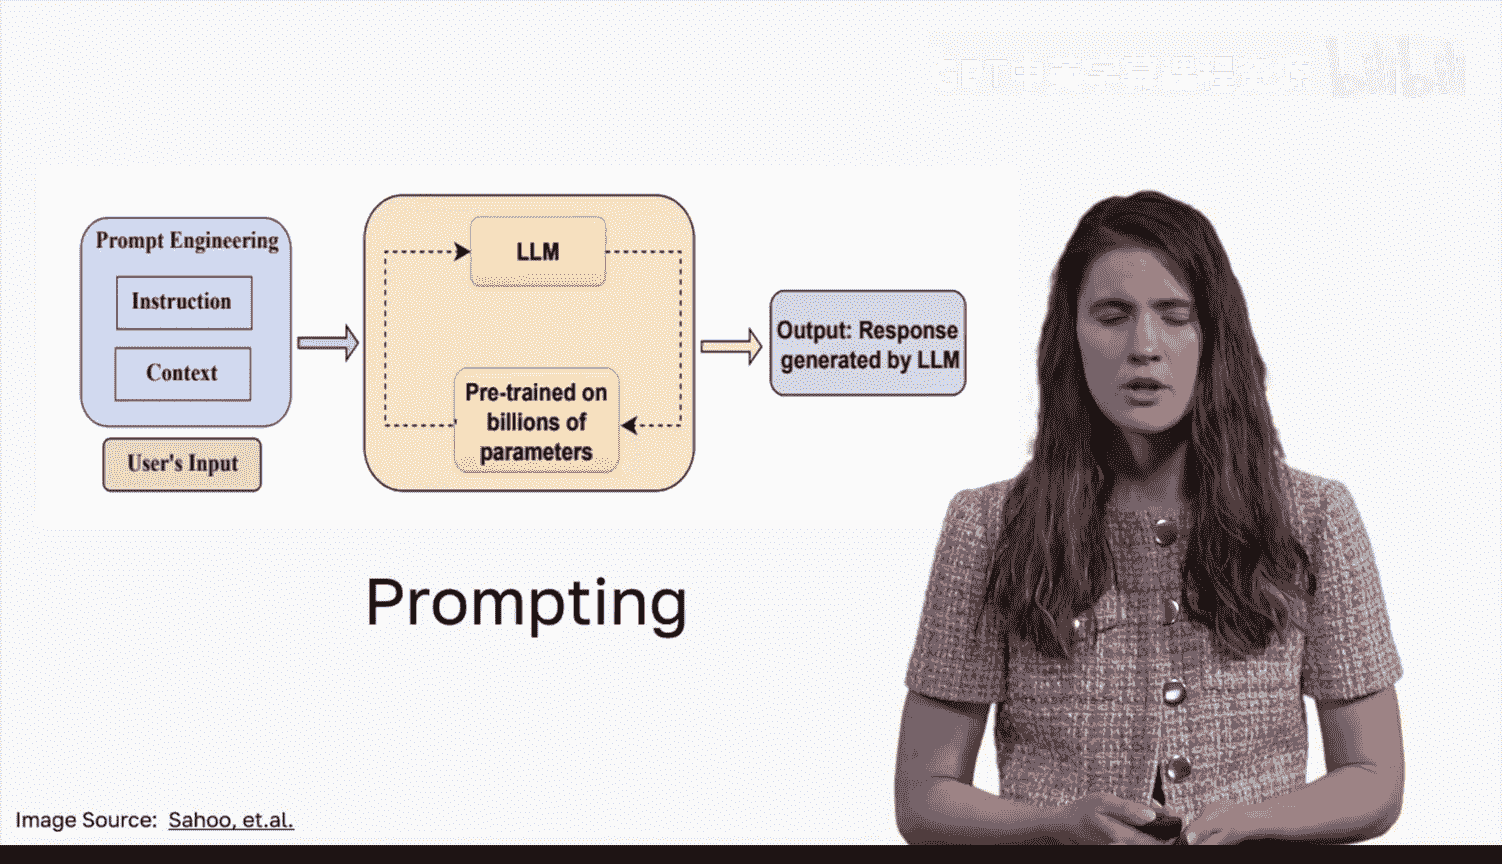 Prompt Engineering
Instruction
Context
User's Input
LLM
Pre-trained on
billions of
parameters
Output: Response
generated by LLM
Prompting
Image Source: Sahoo, et.al.